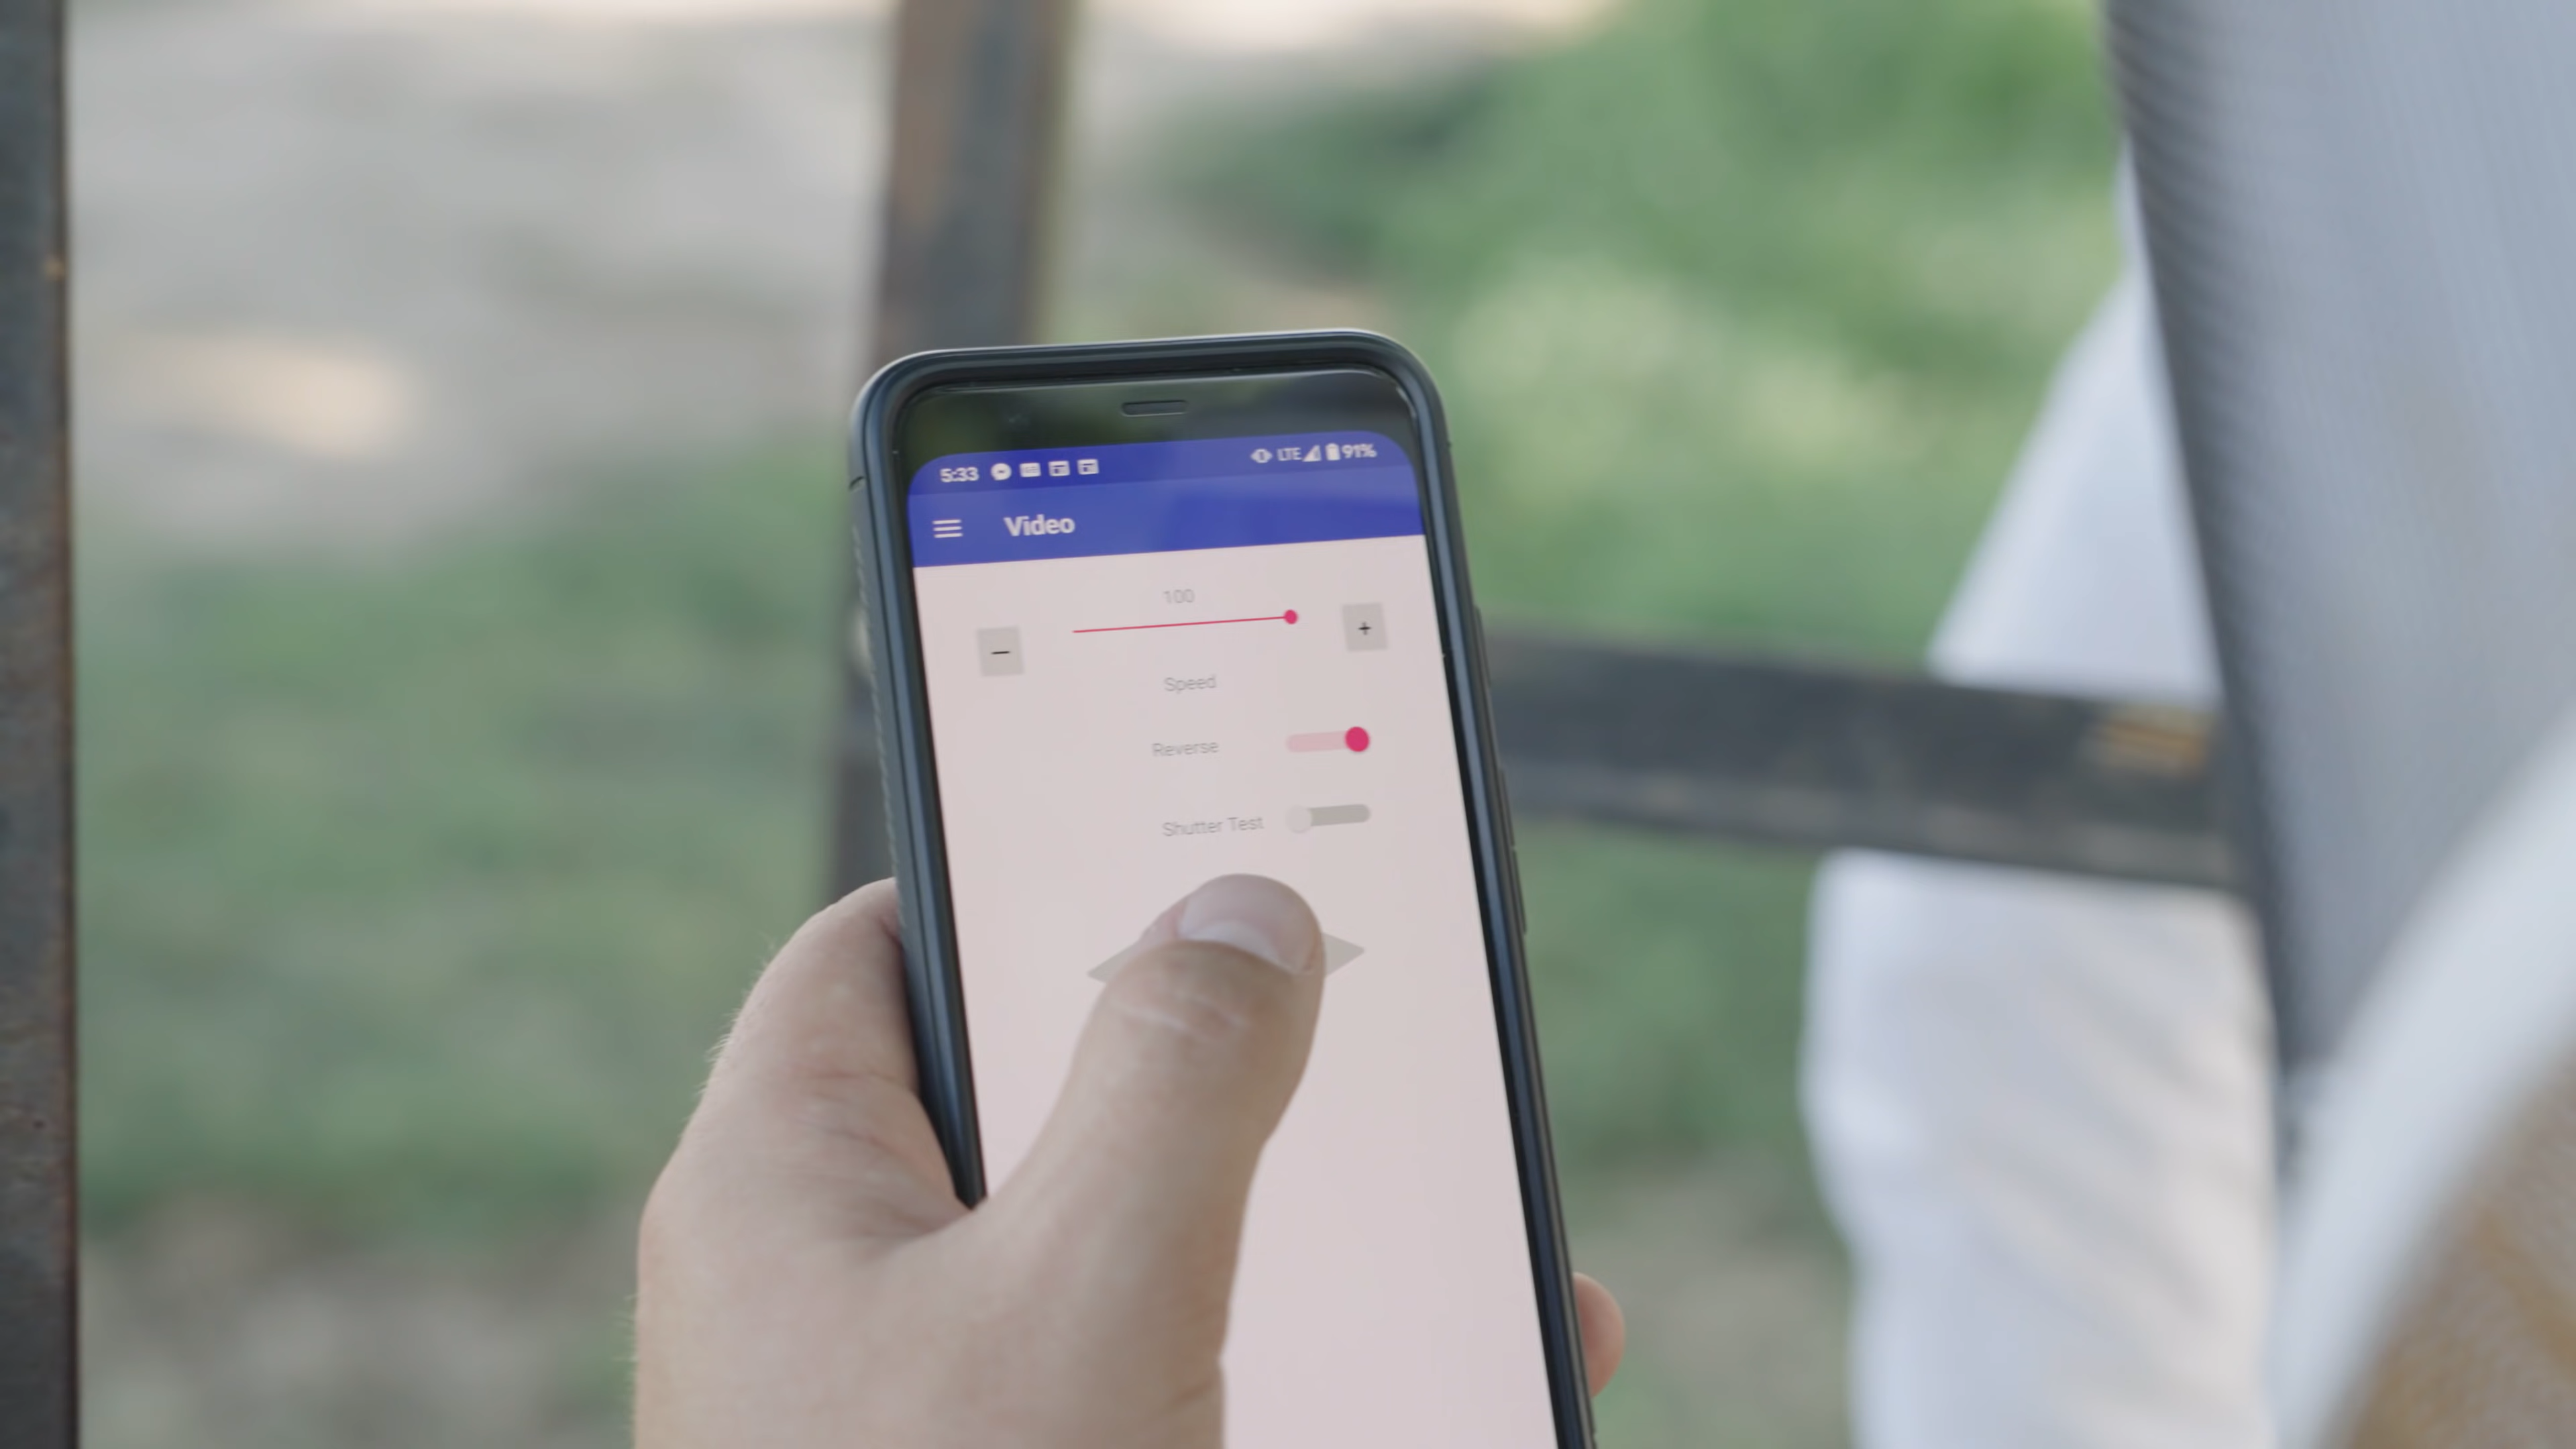 5:33 LTE 91%
Video
100
− +
Speed
Reverse
Shutter Test